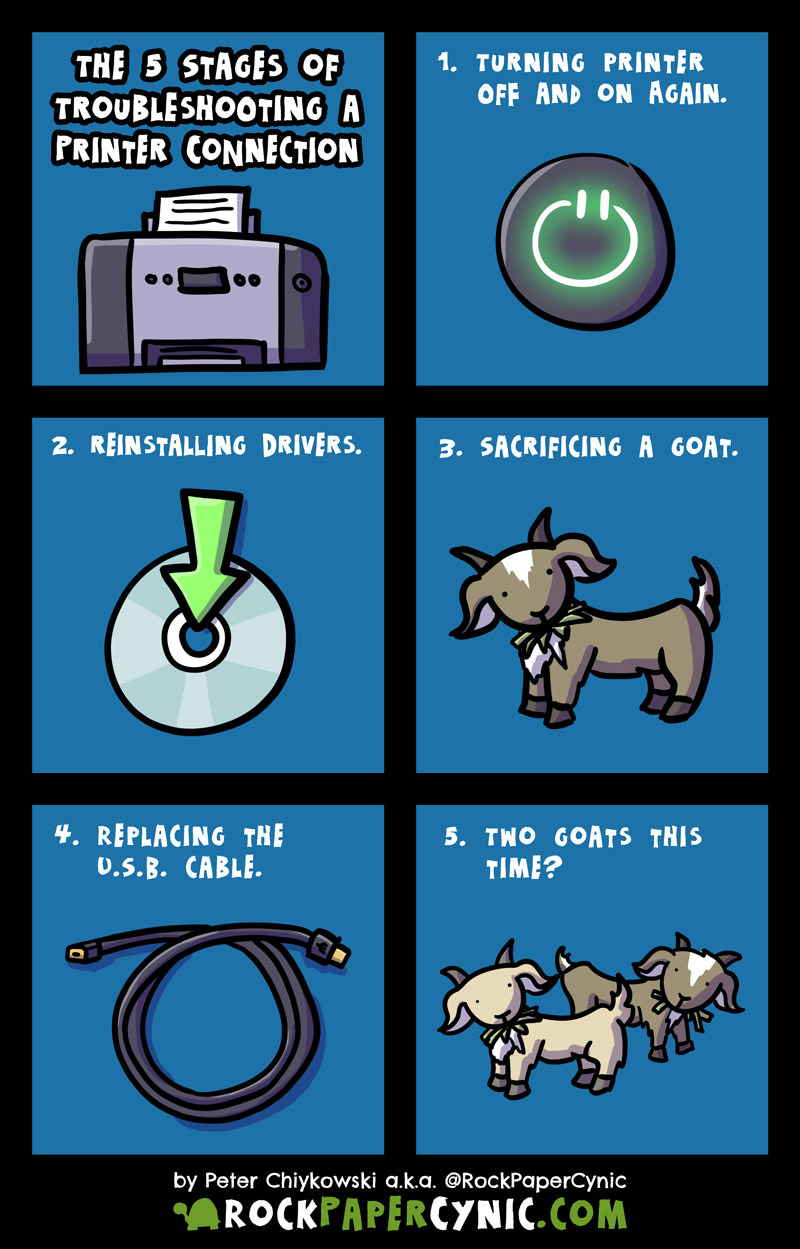 THE 5 STAGES OF
TROUBLESHOOTING A
PRINTER CONNECTION
1. TURNING PRINTER
OFF AND ON AGAIN.
2. REINSTALLING DRIVERS.
3. SACRIFICING A GOAT.
4. REPLACING THE
U.S.B. CABLE.
5. TWO GOATS THIS
TIME?
by Peter Chiykowski a.k.a. @RockPaperCynic
ROCKPAPERCYNIC.COM